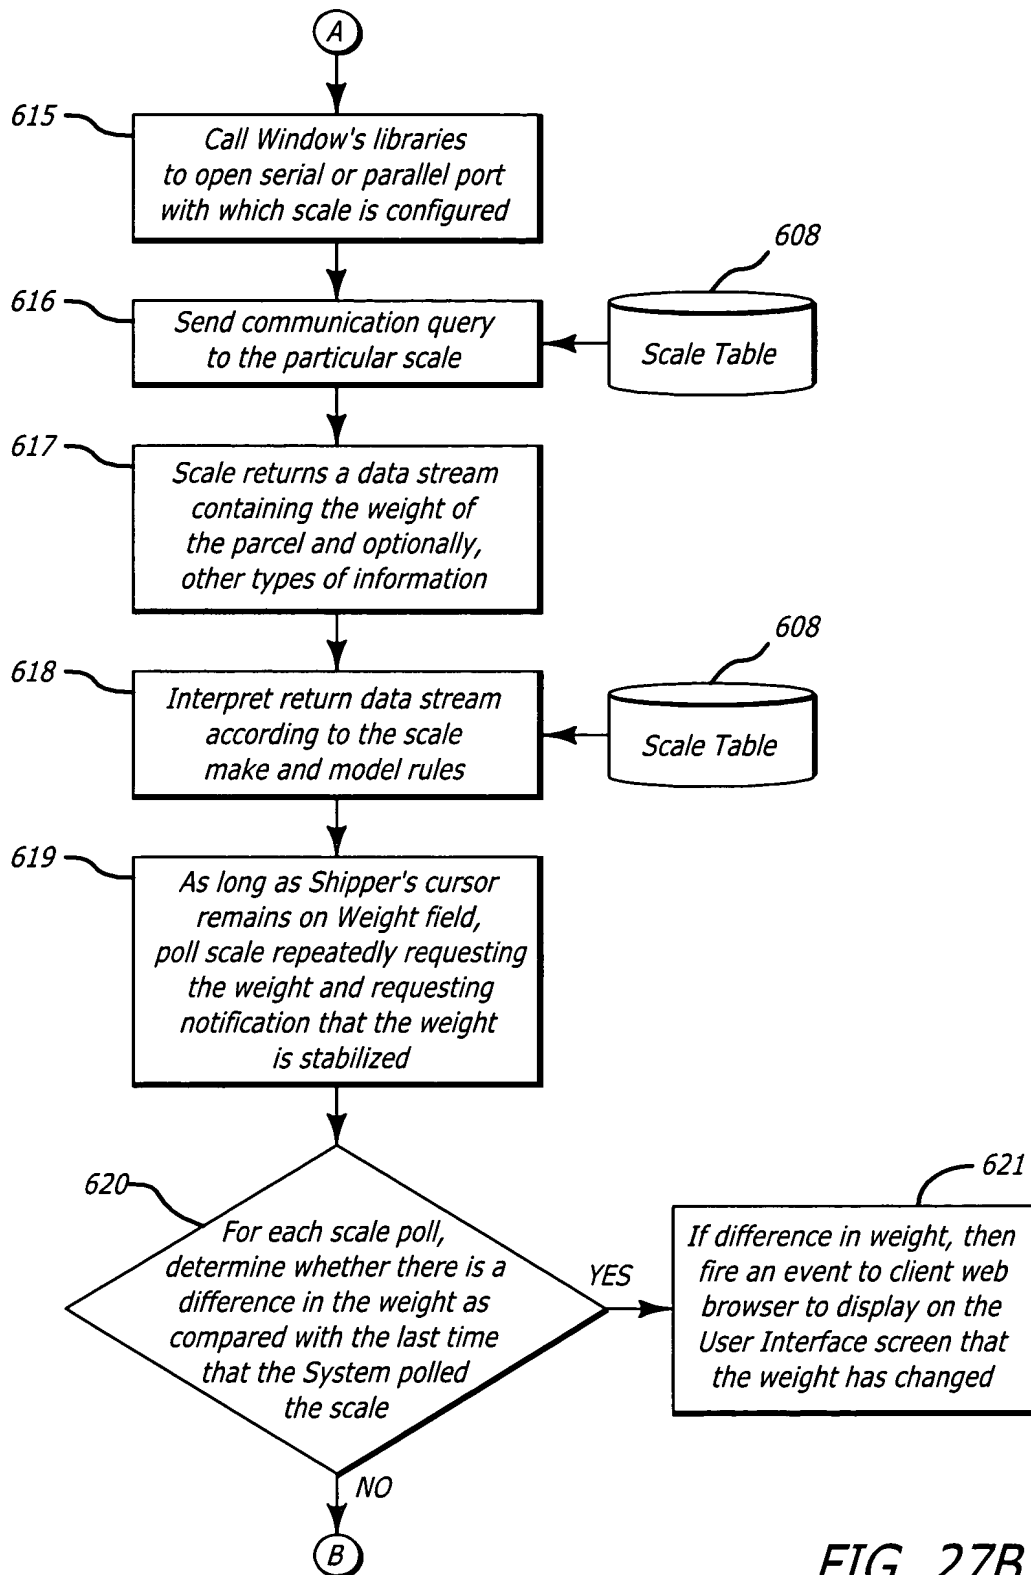 A
615
Call Window's libraries
to open serial or parallel port
with which scale is configured
616
Send communication query
to the particular scale
608
Scale Table
617
Scale returns a data stream
containing the weight of
the parcel and optionally,
other types of information
618
Interpret return data stream
according to the scale
make and model rules
608
Scale Table
619
As long as Shipper's cursor
remains on Weight field,
poll scale repeatedly requesting
the weight and requesting
notification that the weight
is stabilized
620
For each scale poll,
determine whether there is a
difference in the weight as
compared with the last time
that the System polled
the scale
YES
621
If difference in weight, then
fire an event to client web
browser to display on the
User Interface screen that
the weight has changed
NO
B
FIG. 27B